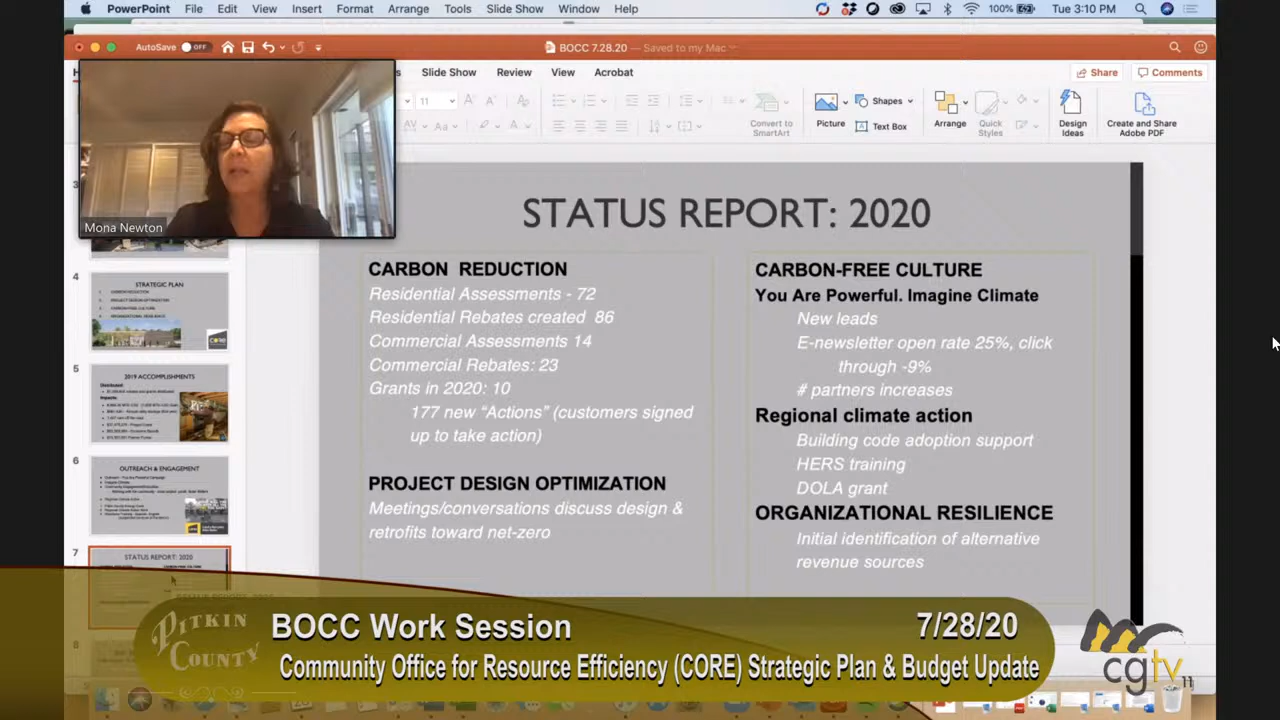 PowerPoint File Edit View Insert Format Arrange Tools Slide Show Window Help 100% Tue 3:10 PM
AutoSave OFF BOCC 7.28.20 — Saved to my Mac
Slide Show Review View Acrobat Share Comments
11
Convert to SmartArt Picture Shapes Text Box Arrange Quick Styles Design Ideas Create and Share Adobe PDF
Mona Newton
3
4
STRATEGIC PLAN
5
2019 ACCOMPLISHMENTS
6
OUTREACH & ENGAGEMENT
7
STATUS REPORT: 2020
8
STATUS REPORT: 2020
CARBON REDUCTION
Residential Assessments - 72
Residential Rebates created 86
Commercial Assessments 14
Commercial Rebates: 23
Grants in 2020: 10
177 new “Actions” (customers signed
up to take action)
PROJECT DESIGN OPTIMIZATION
Meetings/conversations discuss design &
retrofits toward net-zero
CARBON-FREE CULTURE
You Are Powerful. Imagine Climate
New leads
E-newsletter open rate 25%, click
through -9%
# partners increases
Regional climate action
Building code adoption support
HERS training
DOLA grant
ORGANIZATIONAL RESILIENCE
Initial identification of alternative
revenue sources
PITKIN
COUNTY
BOCC Work Session 7/28/20
Community Office for Resource Efficiency (CORE) Strategic Plan & Budget Update
cgtv 11